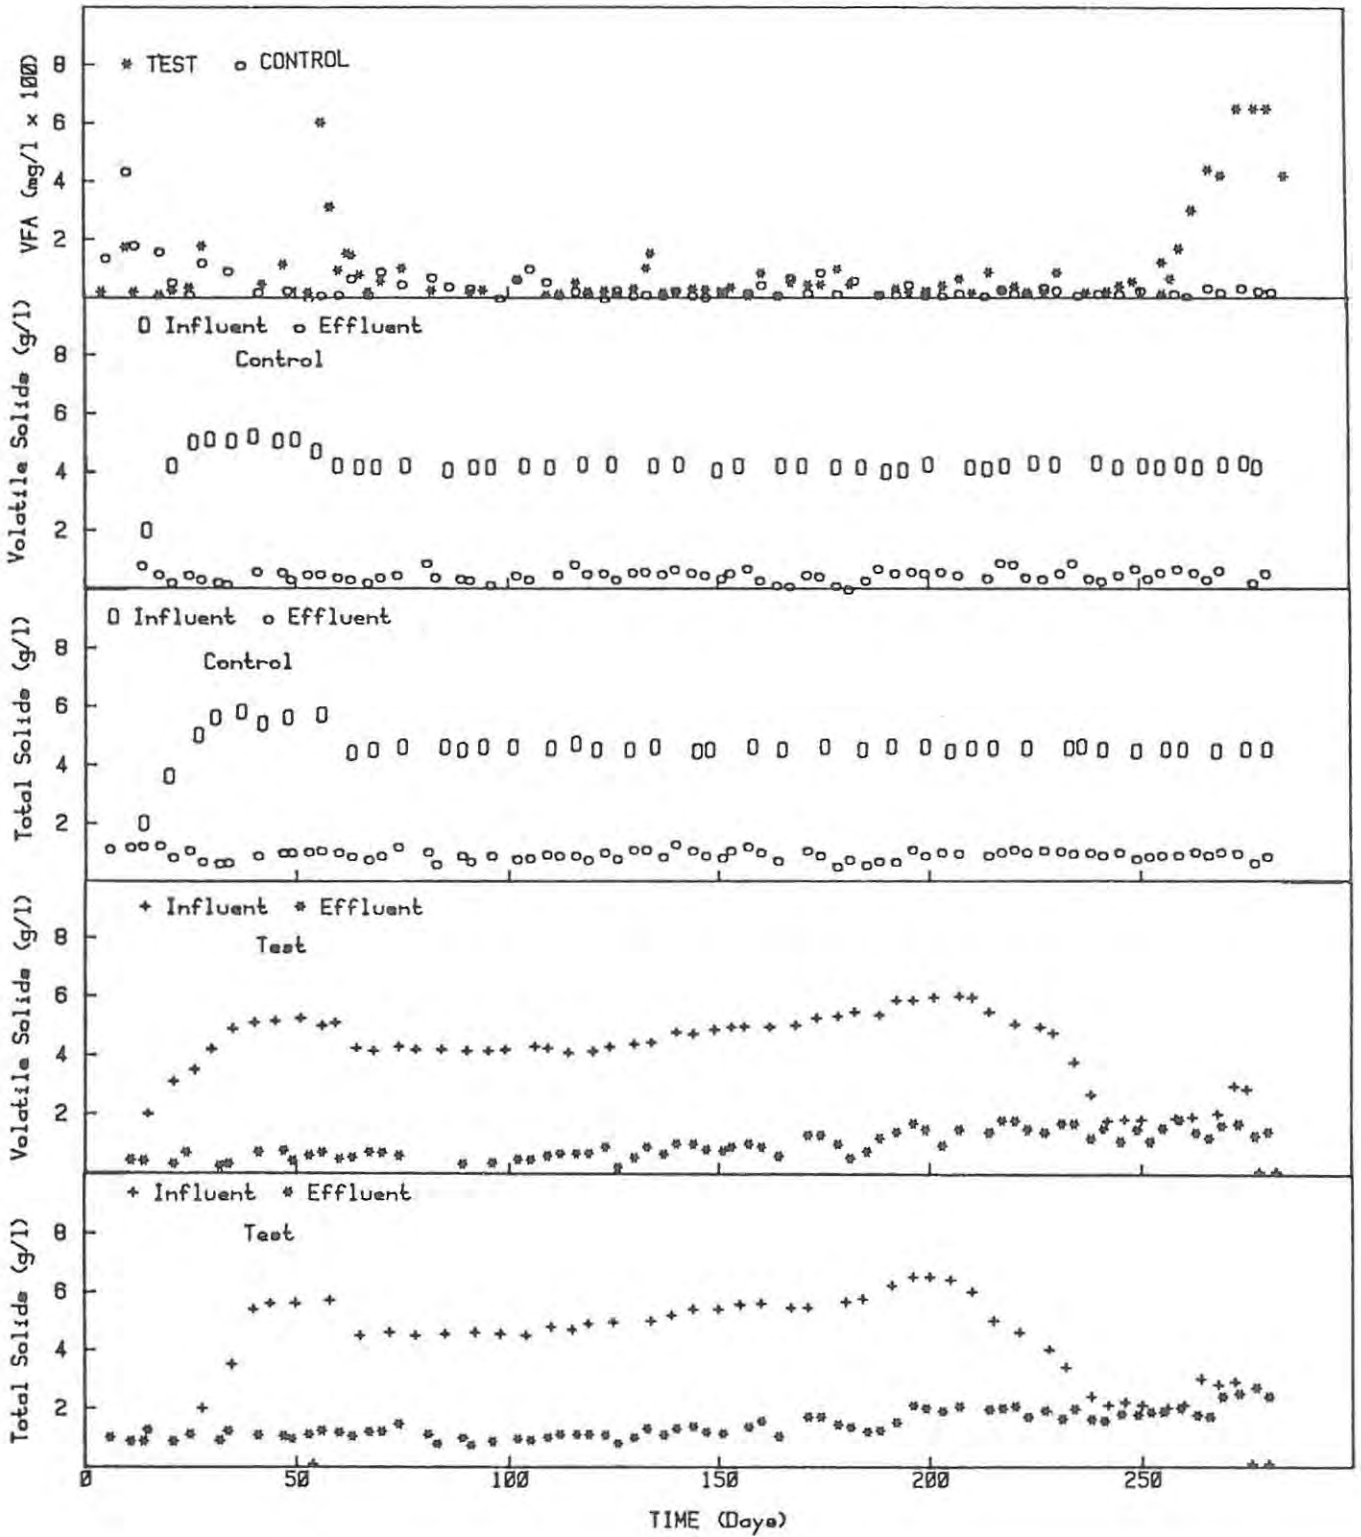 VFA (mg/l x 100)
8
6
4
2
* TEST o CONTROL
Volatile Solids (g/l)
8
6
4
2
Influent o Effluent
Control
Total Solids (g/l)
8
6
4
2
Influent o Effluent
Control
Volatile Solids (g/l)
8
6
4
2
+ Influent * Effluent
Test
Total Solids (g/l)
8
6
4
2
+ Influent * Effluent
Test
0 50 100 150 200 250
TIME (Days)